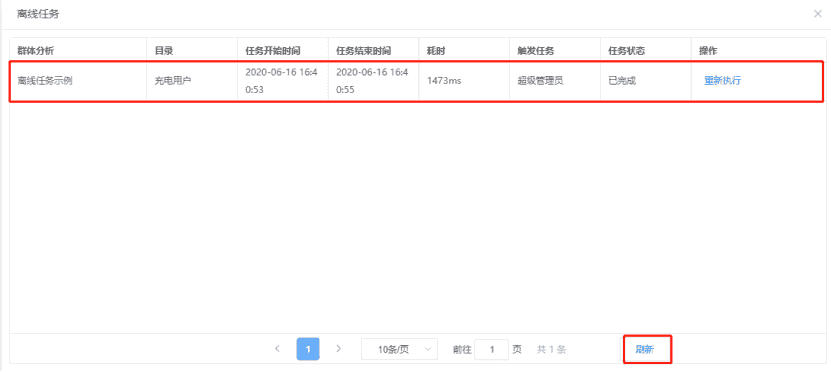 离线任务
群体分析 目录 任务开始时间 任务结束时间 耗时 触发任务 任务状态 操作
离线任务示例 充电用户 2020-06-16 16:4 2020-06-16 16:4 1473ms 超级管理员 已完成 重新执行
0:53 0:55
1 10条/页 前往 1 页 共 1 条 刷新